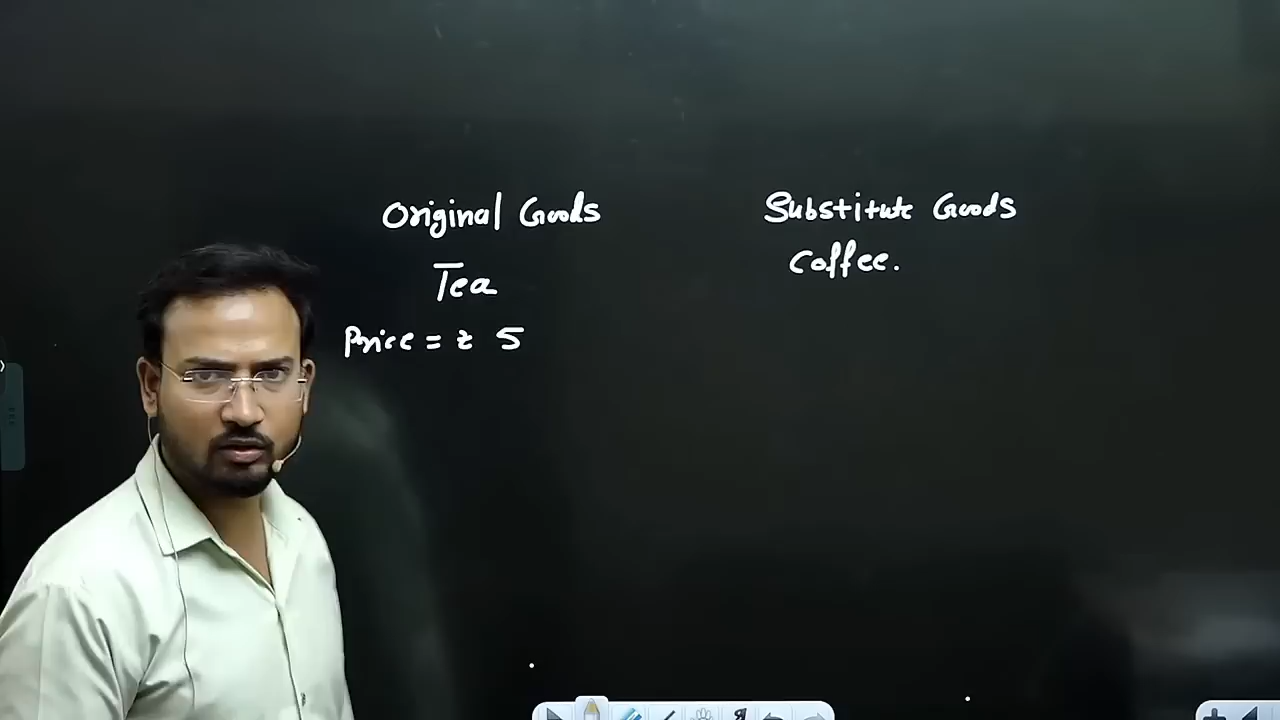 Original Goods
Substitute Goods
Tea
Coffee.
Price = ₹ 5